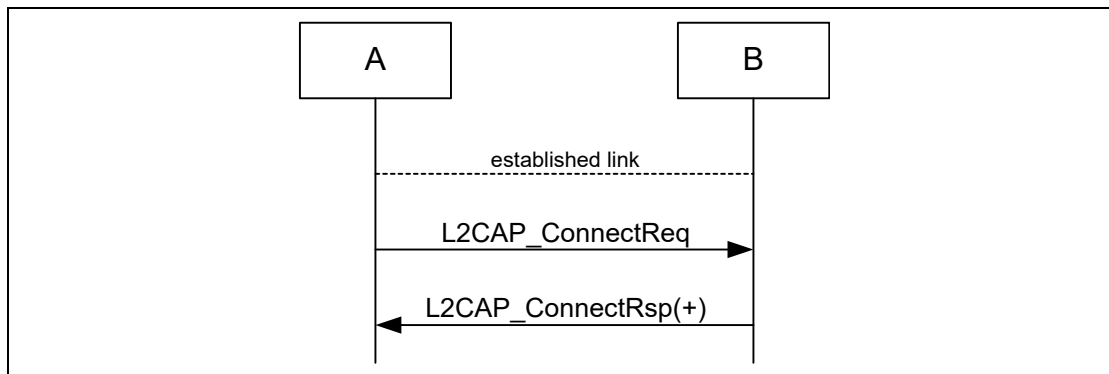 A
B
established link
L2CAP_ConnectReq
L2CAP_ConnectRsp(+)